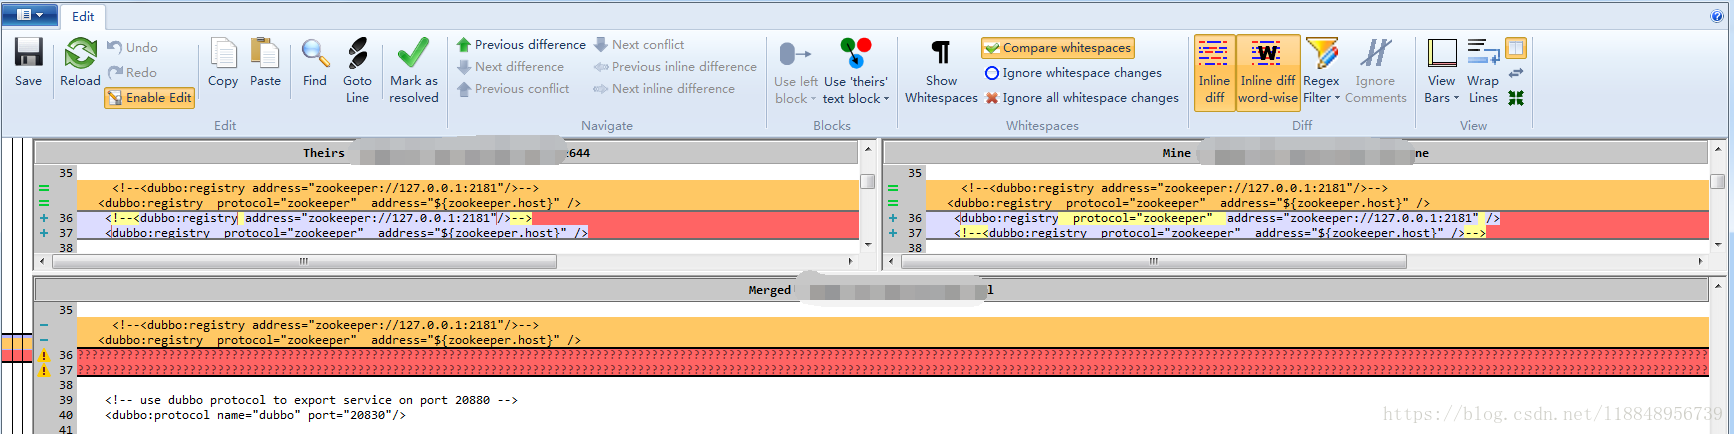 Edit
Save
Reload
Undo
Redo
Enable Edit
Copy
Paste
Find
Goto
Line
Mark as
resolved
Edit
Previous difference
Next difference
Previous conflict
Next conflict
Previous inline difference
Next inline difference
Navigate
Use left
block
Use 'theirs'
text block
Blocks
Show
Whitespaces
Compare whitespaces
Ignore whitespace changes
Ignore all whitespace changes
Whitespaces
Inline
diff
Inline diff
word-wise
Regex
Filter
Ignore
Comments
Diff
View
Bars
Wrap
Lines
View
Theirs :644
35
<!--<dubbo:registry address="zookeeper://127.0.0.1:2181"/>-->
<dubbo:registry  protocol="zookeeper"  address="${zookeeper.host}" />
36 <!--<dubbo:registry address="zookeeper://127.0.0.1:2181"/>-->
37 <dubbo:registry  protocol="zookeeper"  address="${zookeeper.host}" />
38
Mine ne
35
<!--<dubbo:registry address="zookeeper://127.0.0.1:2181"/>-->
<dubbo:registry  protocol="zookeeper"  address="${zookeeper.host}" />
36 <dubbo:registry  protocol="zookeeper"  address="zookeeper://127.0.0.1:2181" />
37 <!--<dubbo:registry  protocol="zookeeper"  address="${zookeeper.host}" />-->
38
Merged l
35
<!--<dubbo:registry address="zookeeper://127.0.0.1:2181"/>-->
<dubbo:registry  protocol="zookeeper"  address="${zookeeper.host}" />
36
37
38
39 <!-- use dubbo protocol to export service on port 20880 -->
40 <dubbo:protocol name="dubbo" port="20830"/>
41
https://blog.csdn.net/l18848956739